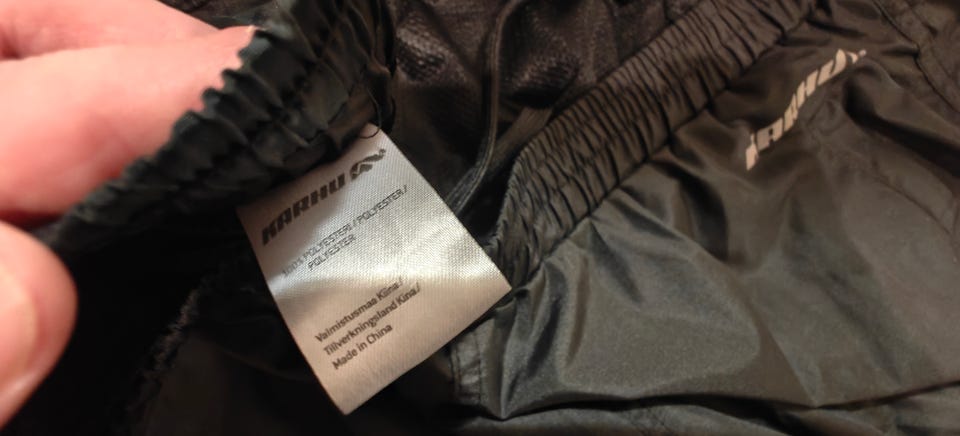 KARHU
100% POLYESTERI / POLYESTER /
POLYESTER
Valmistusmaa Kiina /
Tillverkningsland Kina /
Made in China
KARHU